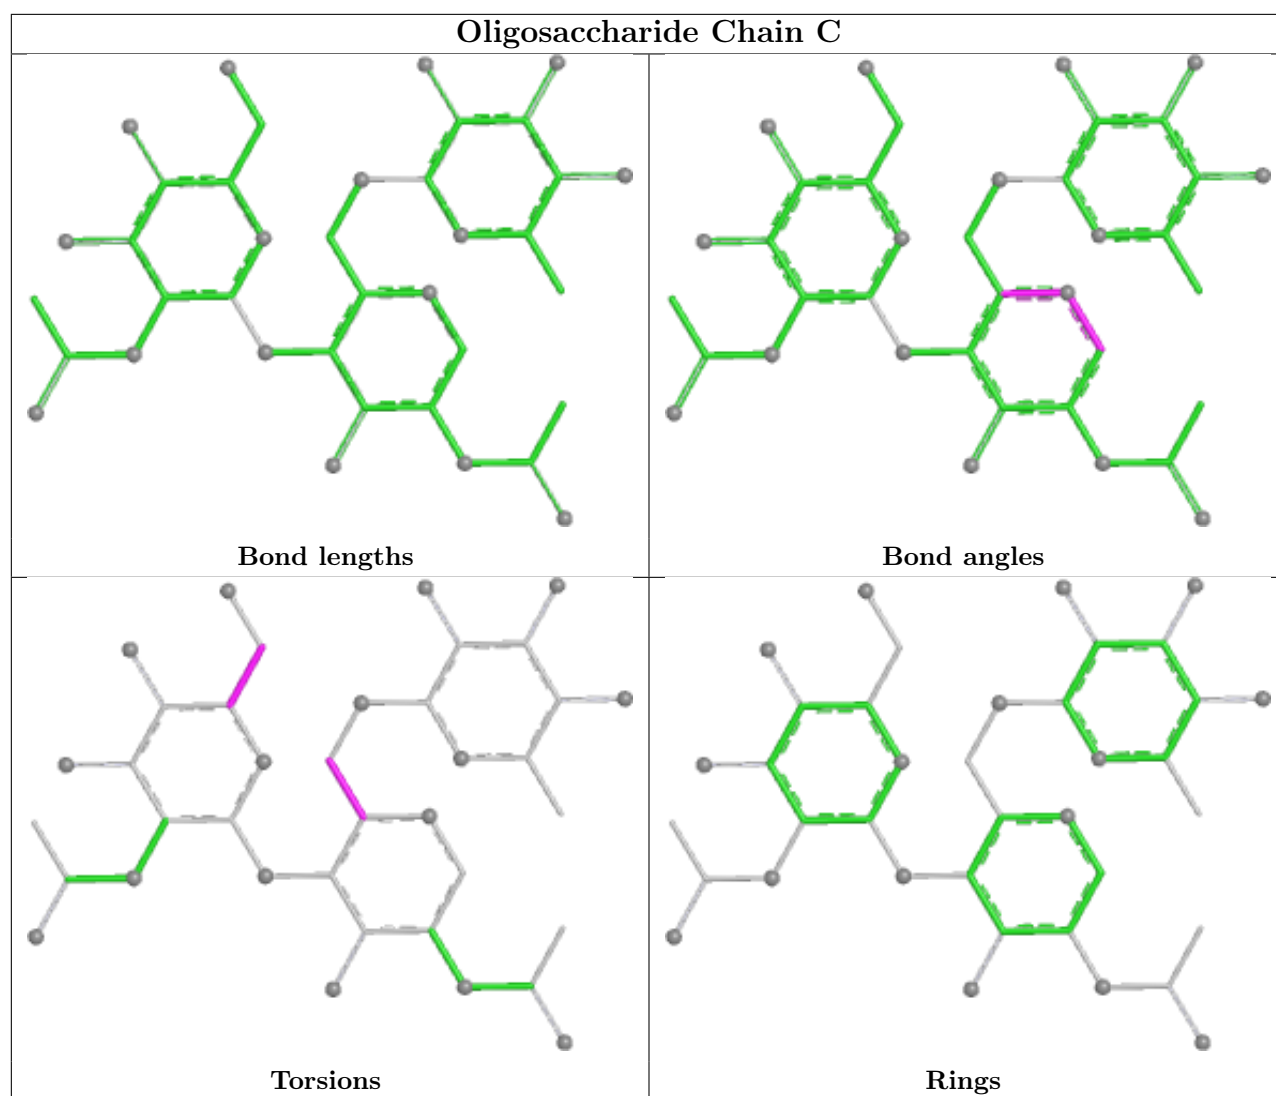 Oligosaccharide Chain C
Bond lengths
Bond angles
Torsions
Rings